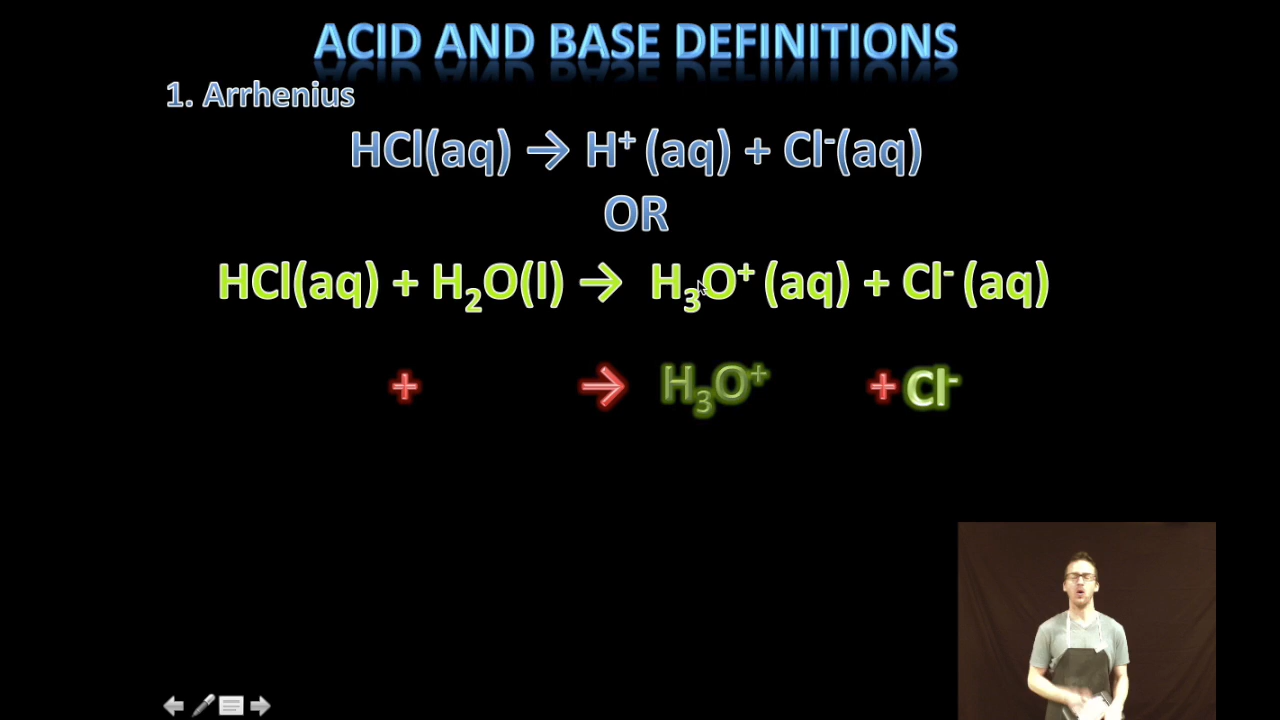 ACID AND BASE DEFINITIONS
1. Arrhenius
HCl(aq) → H⁺ (aq) + Cl⁻(aq)
OR
HCl(aq) + H₂O(l) → H₃O⁺ (aq) + Cl⁻ (aq)
+ → H₃O⁺ + Cl⁻